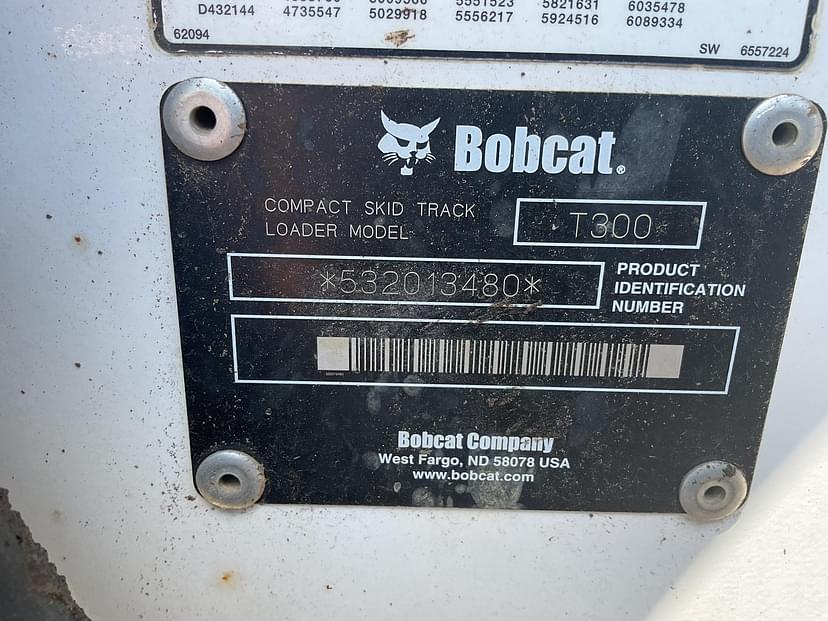 D432144 4735547 5029918 5556217 5924516 6089334
5551523 5821631 6035478
62094
SW 6557224
Bobcat®
COMPACT SKID TRACK
LOADER MODEL
T300
*532013480*
PRODUCT
IDENTIFICATION
NUMBER
Bobcat Company
West Fargo, ND 58078 USA
www.bobcat.com